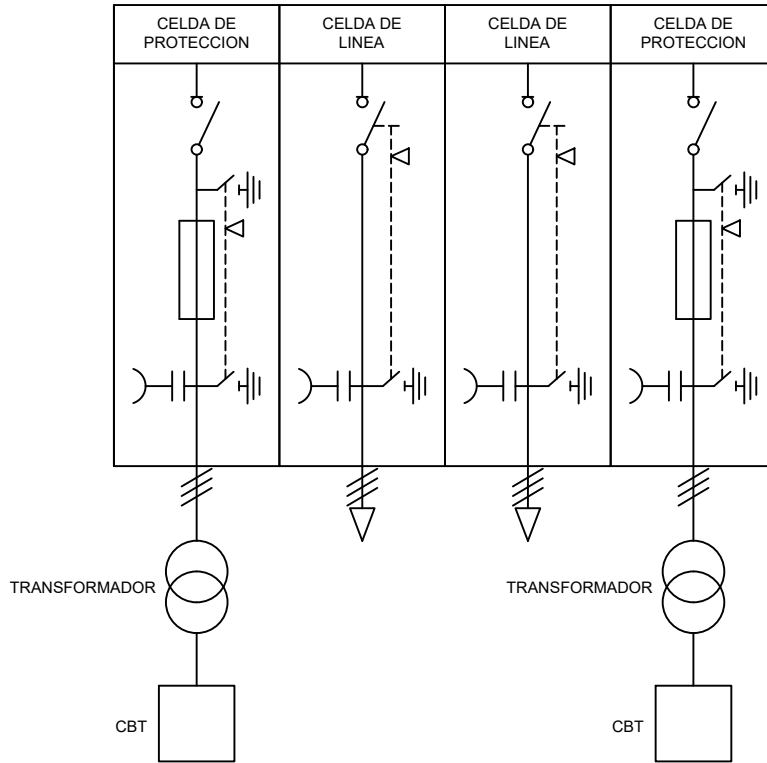 CELDA DE
PROTECCION
CELDA DE
LINEA
CELDA DE
LINEA
CELDA DE
PROTECCION
TRANSFORMADOR
TRANSFORMADOR
CBT
CBT